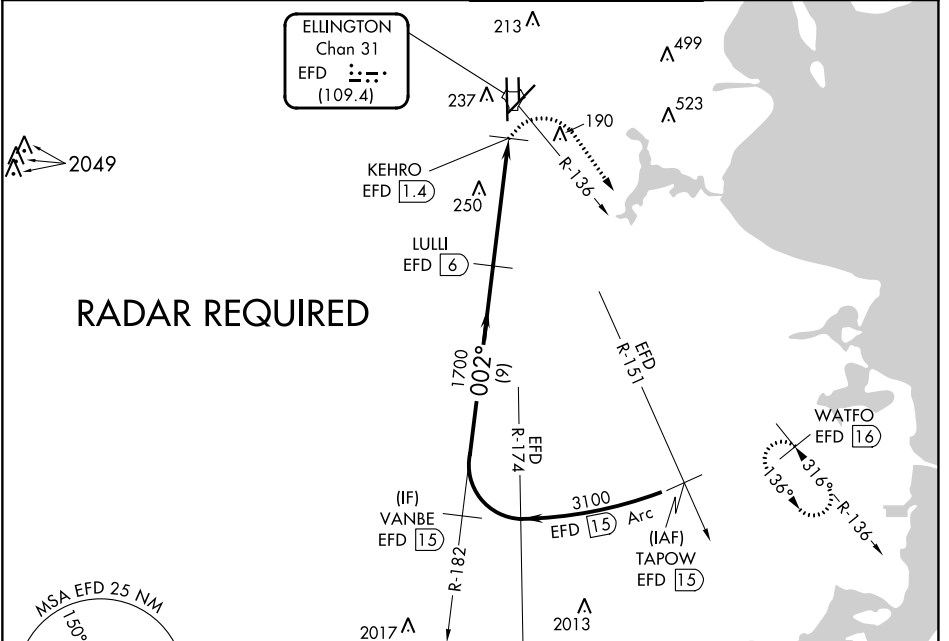 ELLINGTON
Chan 31
EFD
(109.4)
213
499
237
523
190
2049
KEHRO
EFD 1.4
R-136
250
LULLI
EFD 6
RADAR REQUIRED
1700
002°
(9)
EFD
R-151
EFD
R-174
WATFO
EFD 16
316°
136°
R-136
3100
EFD 15 Arc
(IF)
VANBE
EFD 15
(IAF)
TAPOW
EFD 15
R-182
MSA EFD 25 NM
150°
2017
2013